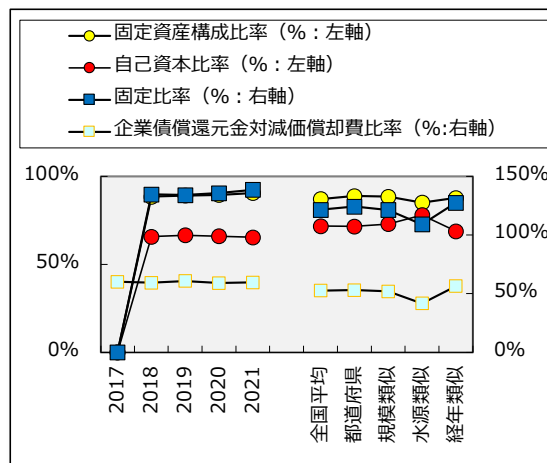 固定資産構成比率（%：左軸）
自己資本比率（%：左軸）
固定比率（%：右軸）
企業債償還元金対減価償却費比率（%:右軸）
100%
150%
100%
50%
50%
0%
0%
2017
2018
2019
2020
2021
全国平均
都道府県
規模類似
水源類似
経年類似